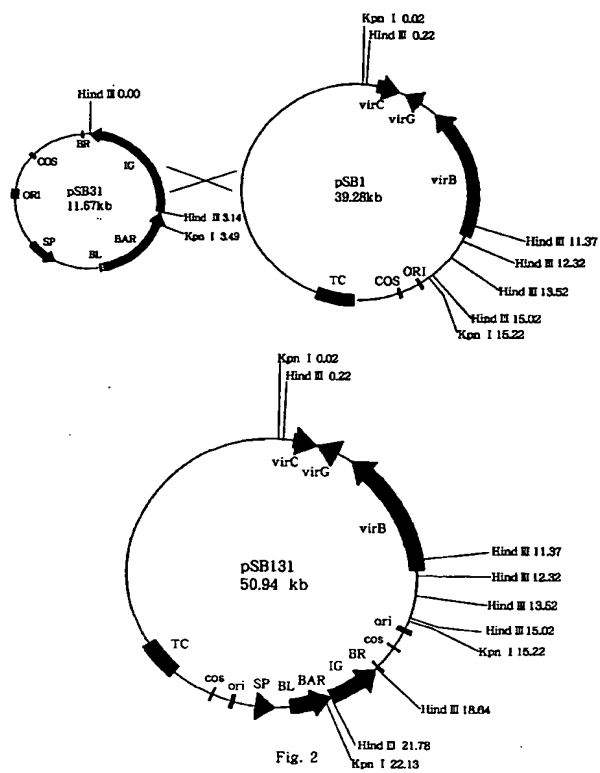 Kpn I 0.02
Hind III 0.22
virC
virG
virB
pSB1
39.28kb
Hind III 11.37
Hind III 12.32
Hind III 13.52
Hind III 15.02
Kpn I 15.22
ORI
COS
TC
Hind III 0.00
BR
IG
COS
ORI
pSB31
11.67kb
Hind III 3.14
Kpn I 3.49
SP
BL
BAR
Kpn I 0.02
Hind III 0.22
virC
virG
virB
pSB131
50.94 kb
Hind III 11.37
Hind III 12.32
Hind III 13.52
Hind III 15.02
Kpn I 15.22
ori
cos
BR
IG
BAR
BL
SP
ori
cos
TC
Hind III 18.64
Hind III 21.78
Kpn I 22.13
Fig. 2